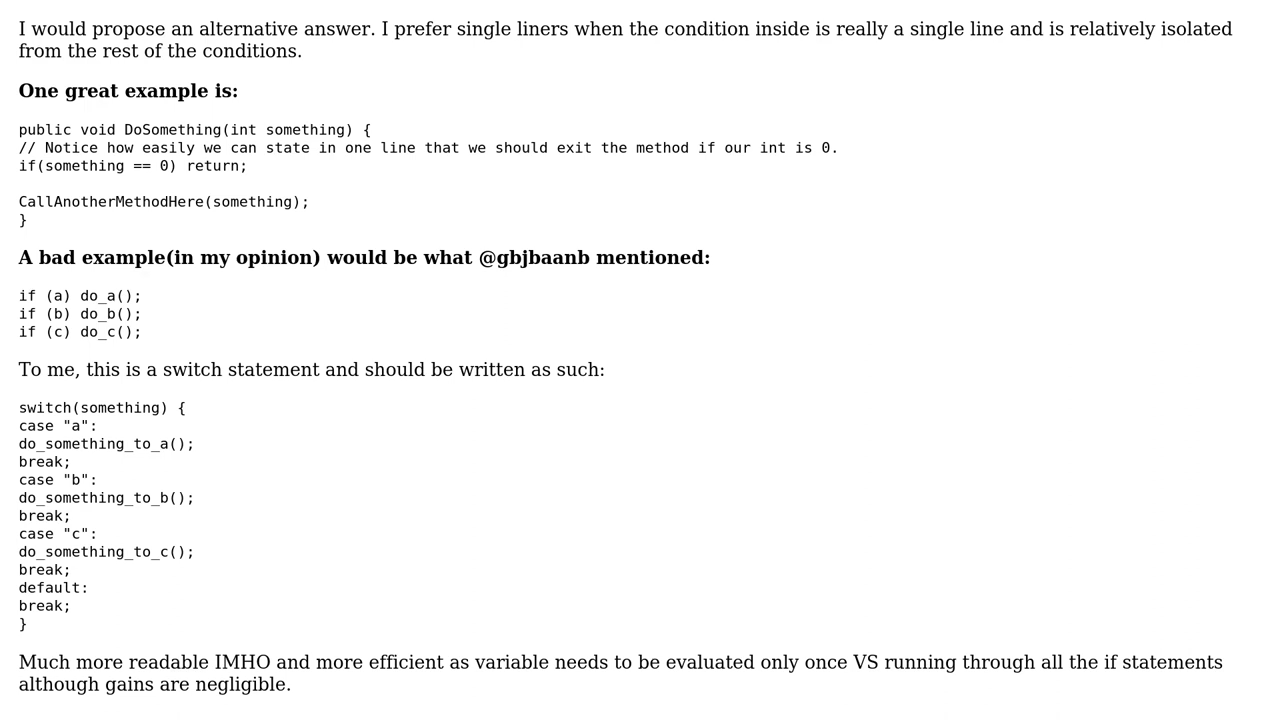 I would propose an alternative answer. I prefer single liners when the condition inside is really a single line and is relatively isolated
from the rest of the conditions.
One great example is:
public void DoSomething(int something) {
// Notice how easily we can state in one line that we should exit the method if our int is 0.
if(something == 0) return;
CallAnotherMethodHere(something);
}
A bad example(in my opinion) would be what @gbjbaanb mentioned:
if (a) do_a();
if (b) do_b();
if (c) do_c();
To me, this is a switch statement and should be written as such:
switch(something) {
case "a":
do_something_to_a();
break;
case "b":
do_something_to_b();
break;
case "c":
do_something_to_c();
break;
default:
break;
}
Much more readable IMHO and more efficient as variable needs to be evaluated only once VS running through all the if statements
although gains are negligible.